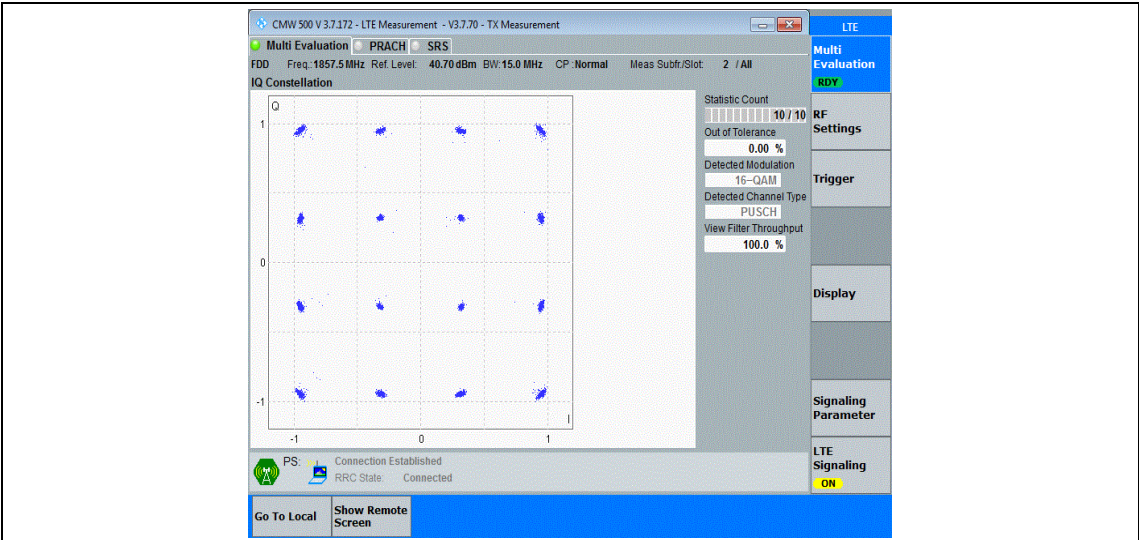 CMW 500 V 3.7.172 - LTE Measurement - V3.7.70 - TX Measurement
LTE
Multi Evaluation PRACH SRS
FDD Freq.: 1857.5 MHz Ref. Level: 40.70 dBm BW: 15.0 MHz CP : Normal Meas Subfr./Slot: 2 / All
IQ Constellation
Q
1
0
-1
-1 0 1
I
Statistic Count
10 / 10
Out of Tolerance
0.00 %
Detected Modulation
16-QAM
Detected Channel Type
PUSCH
View Filter Throughput
100.0 %
Multi
Evaluation
RDY
RF
Settings
Trigger
Display
Signaling
Parameter
LTE
Signaling
ON
PS: Connection Established
RRC State: Connected
Go To Local
Show Remote
Screen